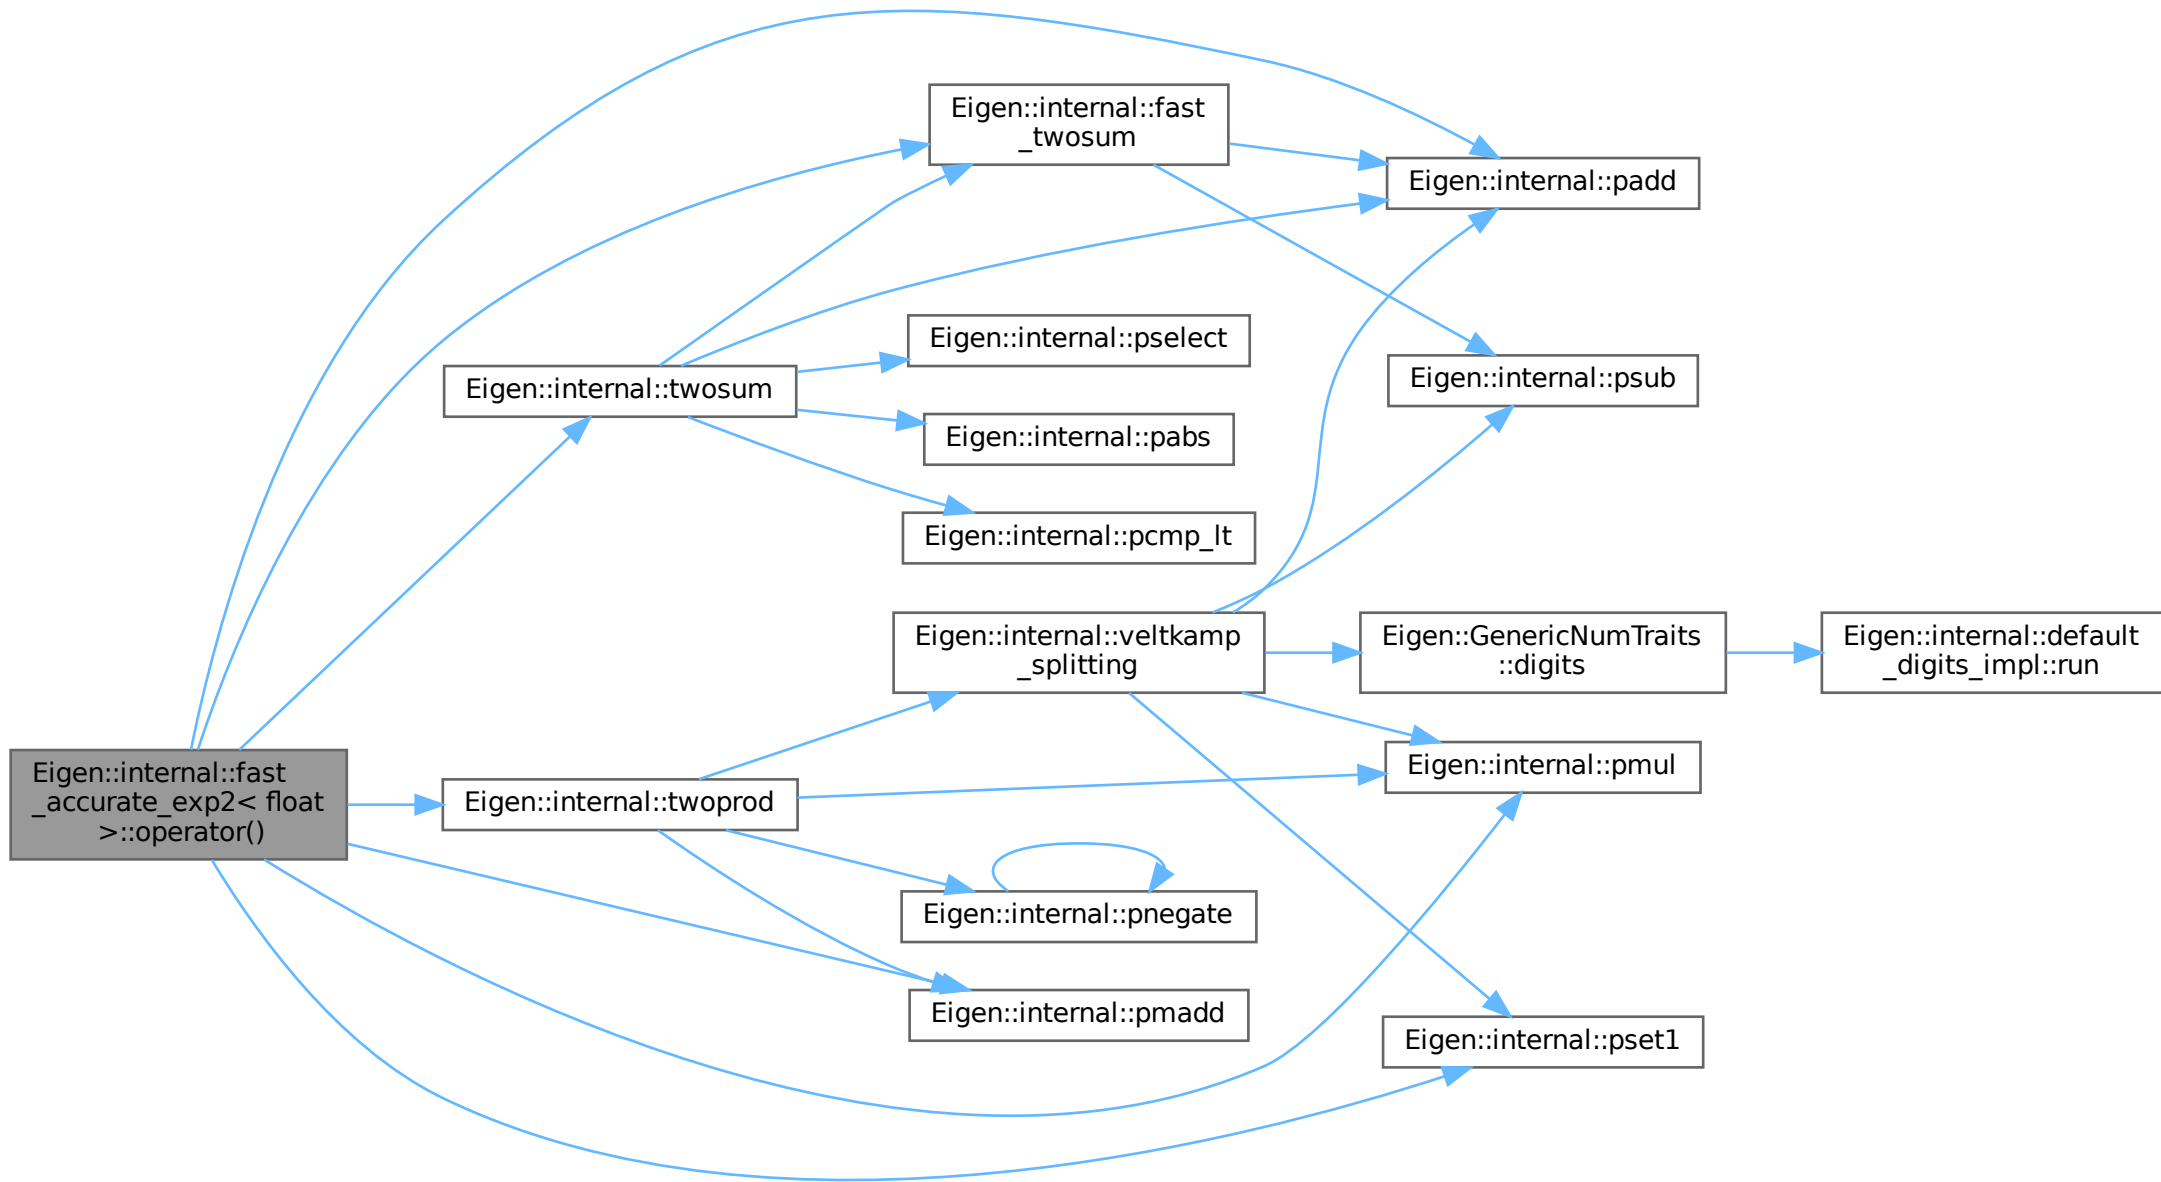 Eigen::internal::fast
_accurate_exp2< float
>::operator()
Eigen::internal::twosum
Eigen::internal::twoprod
Eigen::internal::fast
_twosum
Eigen::internal::pselect
Eigen::internal::pabs
Eigen::internal::pcmp_lt
Eigen::internal::veltkamp
_splitting
Eigen::internal::pnegate
Eigen::internal::pmadd
Eigen::internal::padd
Eigen::internal::psub
Eigen::GenericNumTraits
::digits
Eigen::internal::pmul
Eigen::internal::pset1
Eigen::internal::default
_digits_impl::run